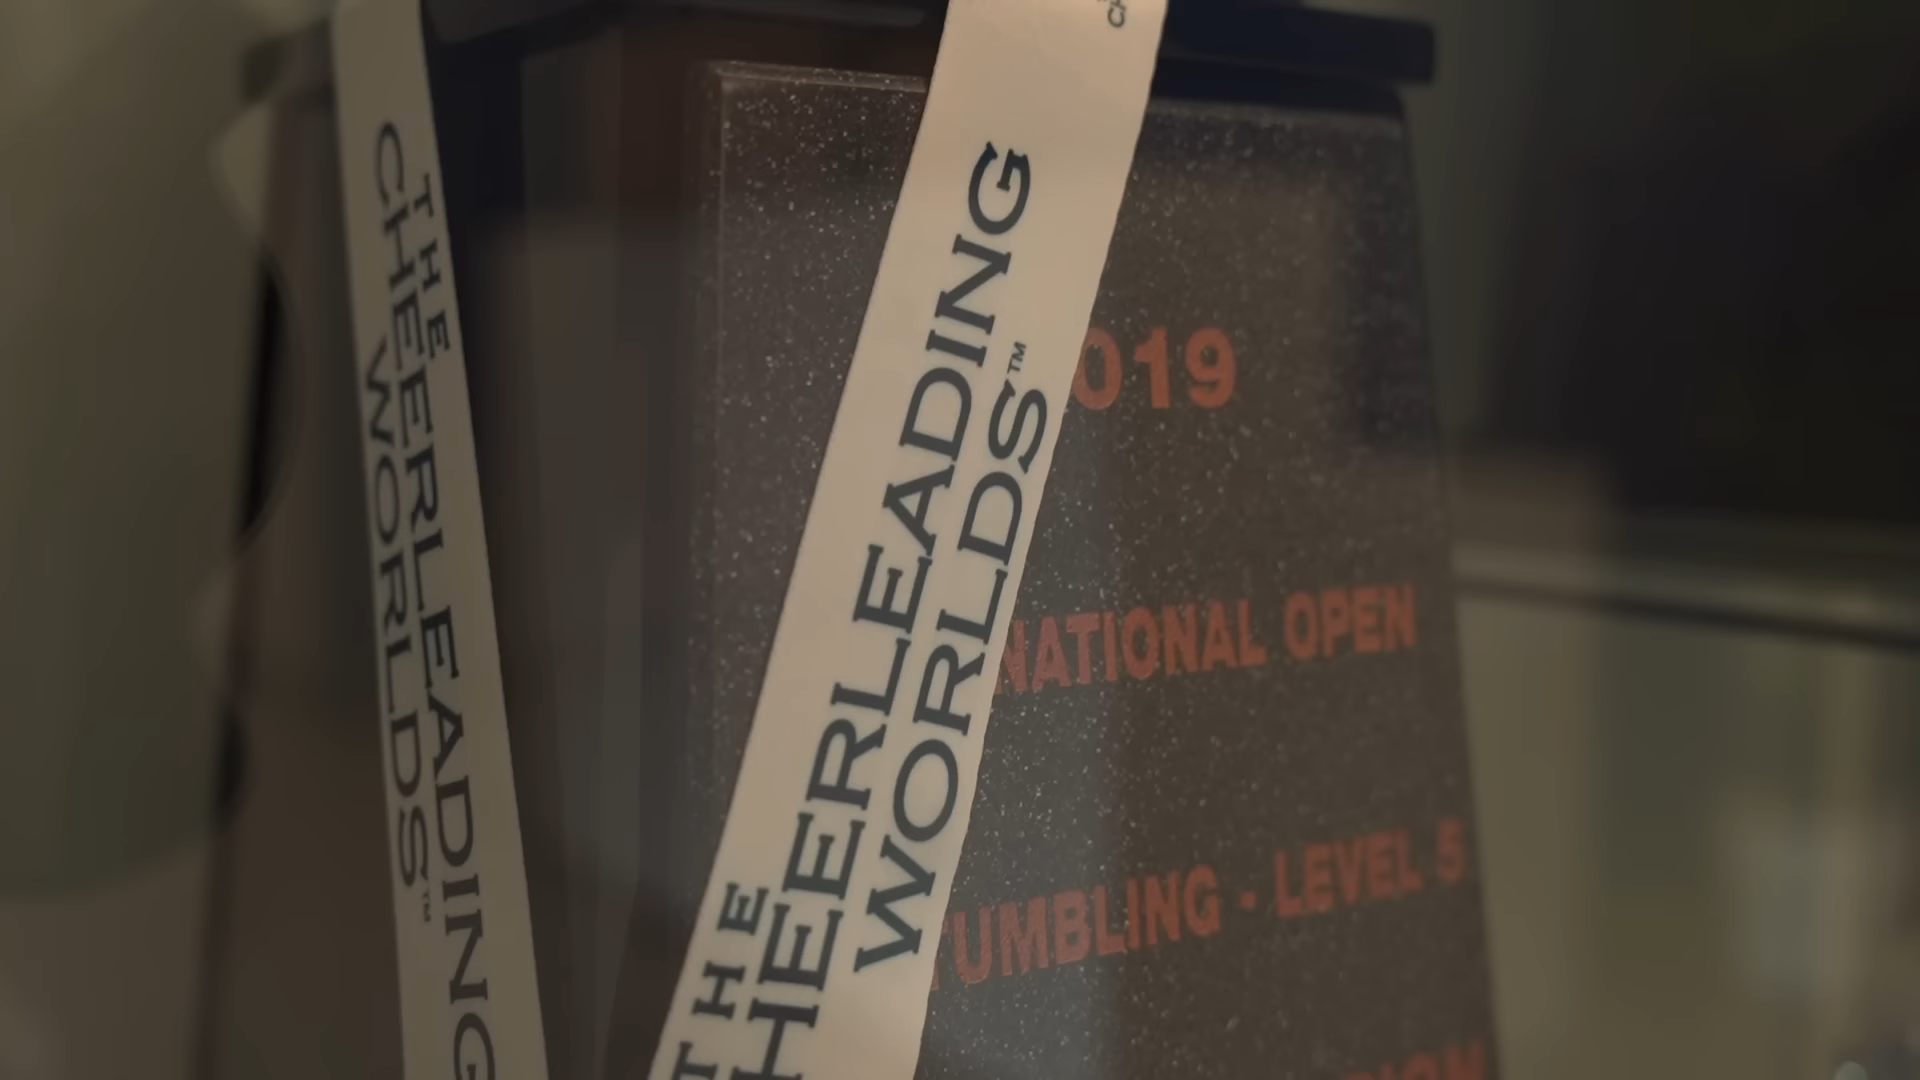 THE
CHEERLEADING
WORLDS™
THE
CHEERLEADING
WORLDS™
019
NATIONAL OPEN
TUMBLING - LEVEL 5